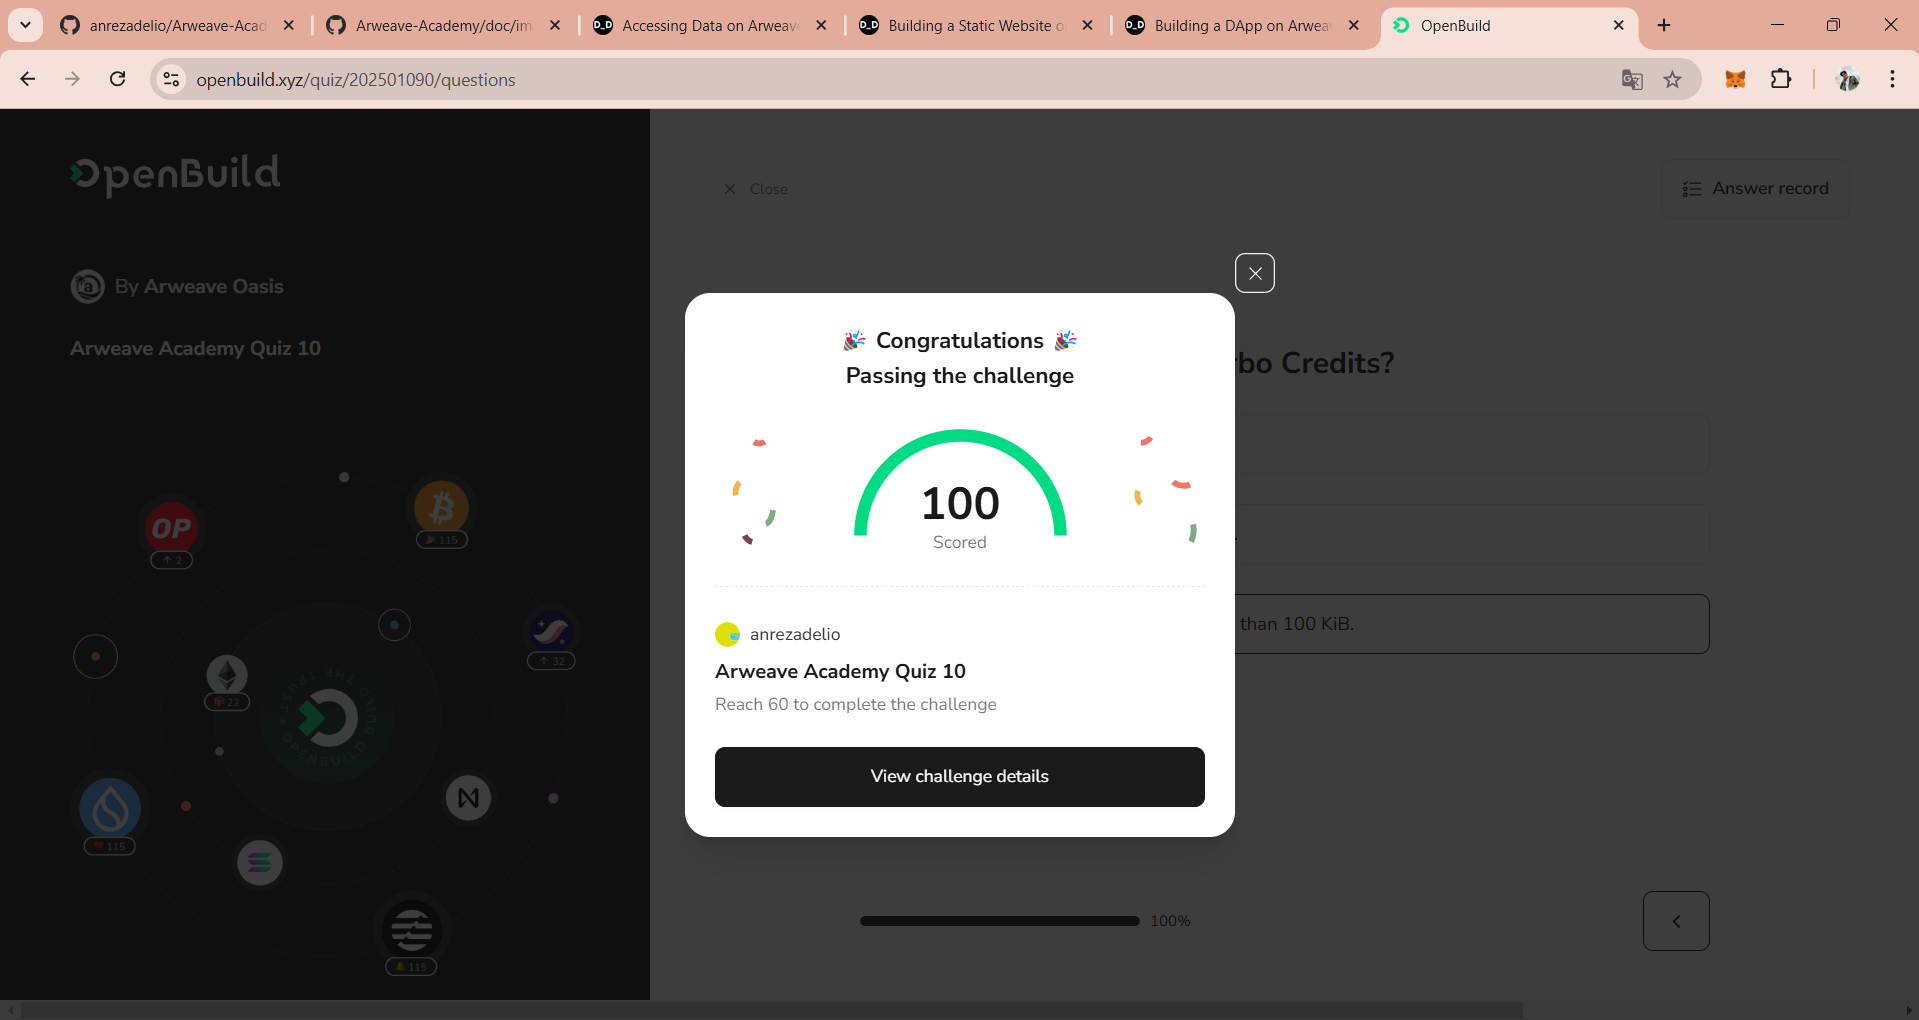 anrezadelio/Arweave-Acad
Arweave-Academy/doc/im
Accessing Data on Arweave
Building a Static Website o
Building a DApp on Arwea
OpenBuild
openbuild.xyz/quiz/202501090/questions
OpenBuild
Close
Answer record
By Arweave Oasis
Arweave Academy Quiz 10
🎉 Congratulations 🎉
Passing the challenge
rbo Credits?
100
Scored
than 100 KiB.
anrezadelio
Arweave Academy Quiz 10
Reach 60 to complete the challenge
View challenge details
100%
OP
2
115
32
22
115
115